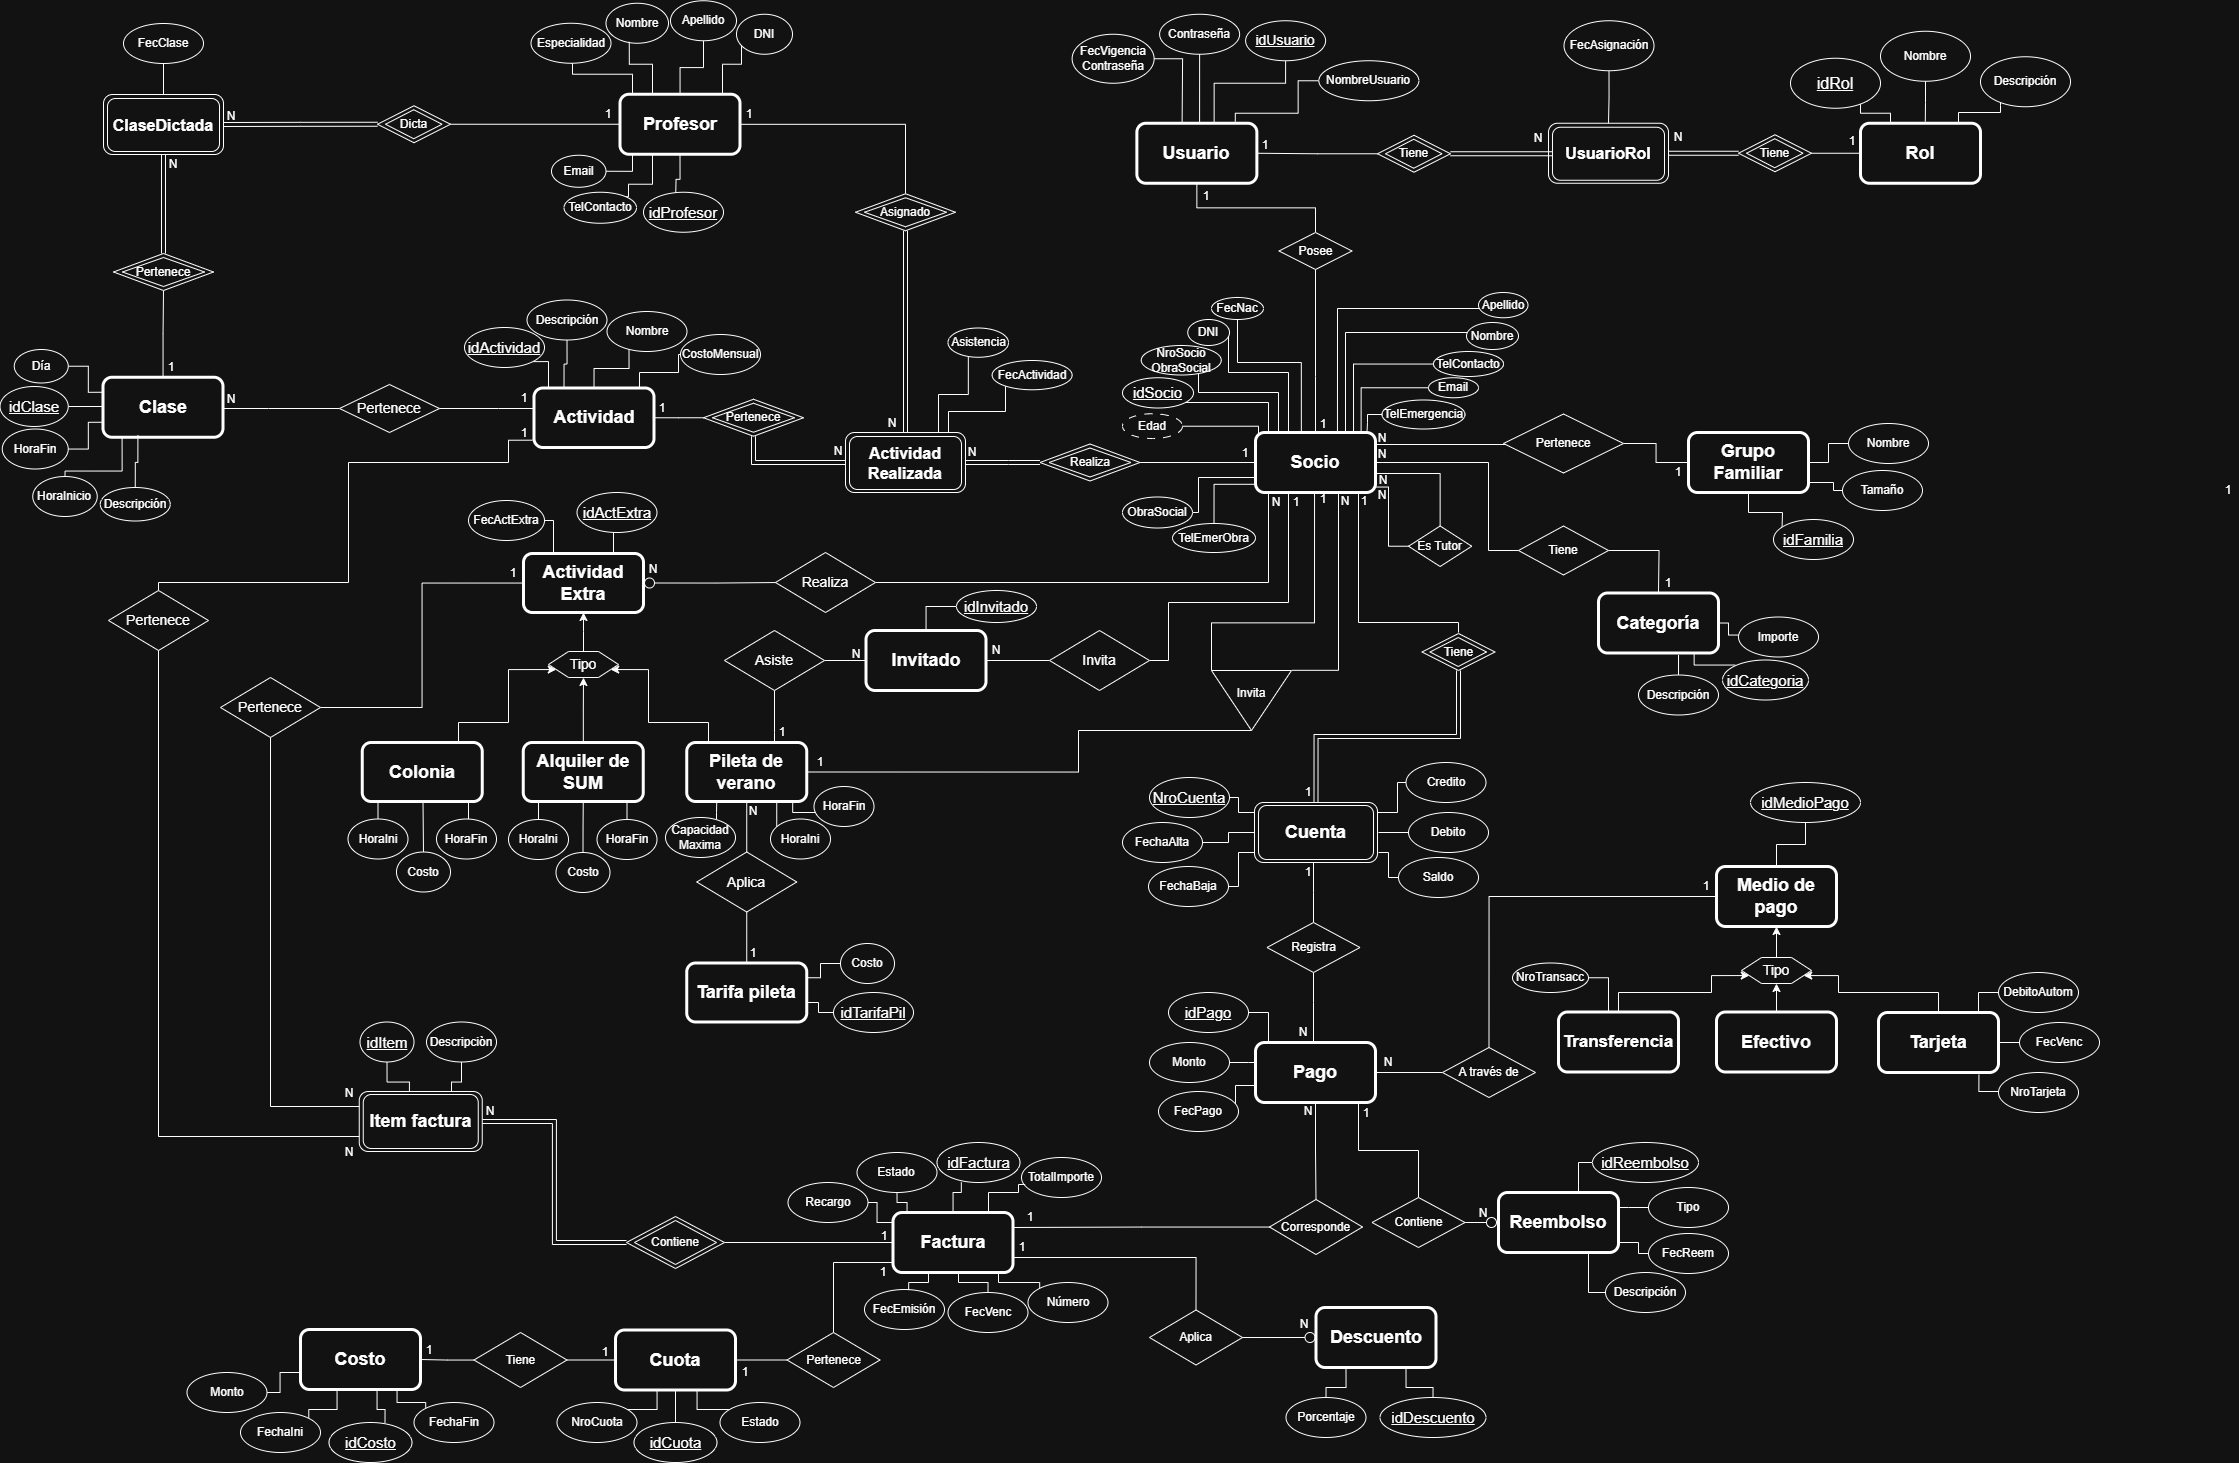 FecClase
ClaseDictada
N
N
Dicta
1
Especialidad
Nombre
Apellido
DNI
Profesor
1
Email
TelContacto
idProfesor
Asignado
Pertenece
1
Día
idClase
HoraFin
HoraInicio
Descripción
Clase
N
Pertenece
1
1
idActividad
Descripción
Nombre
CostoMensual
Actividad
1
Pertenece
N
N
Actividad
Realizada
N
Asistencia
FecActividad
Realiza
1
FecVigencia
Contraseña
Contraseña
idUsuario
NombreUsuario
Usuario
1
1
Tiene
N
FecAsignación
UsuarioRol
N
Tiene
1
idRol
Nombre
Descripción
Rol
Posee
FecNac
DNI
NroSocio
ObraSocial
idSocio
Edad
Apellido
Nombre
TelContacto
Email
TelEmergencia
1
Socio
ObraSocial
TelEmerObra
N
N
N
N
N
1
1
N
1
Pertenece
1
Grupo
Familiar
Nombre
Tamaño
idFamilia
1
Es Tutor
Tiene
1
Categoría
Importe
idCategoria
Descripción
FecActExtra
idActExtra
Actividad
Extra
1
N
Realiza
Pertenece
Pertenece
Tipo
Colonia
HoraIni
Costo
HoraFin
Alquiler de
SUM
HoraIni
Costo
HoraFin
Pileta de
verano
1
1
N
Capacidad
Maxima
HoraIni
HoraFin
Asiste
N
idInvitado
Invitado
N
Invita
Invita
Tiene
Aplica
1
Tarifa pileta
Costo
idTarifaPil
1
NroCuenta
FechaAlta
FechaBaja
Cuenta
Credito
Debito
Saldo
1
Registra
N
idPago
Monto
FecPago
Pago
N
N
1
A través de
1
idMedioPago
Medio de
pago
Tipo
NroTransacc
Transferencia
Efectivo
Tarjeta
DebitoAutom
FecVenc
NroTarjeta
idItem
Descripciòn
N
N
Item factura
N
Contiene
1
Recargo
Estado
idFactura
TotalImporte
Factura
1
1
1
FecEmisión
FecVenc
Número
Corresponde
Contiene
N
idReembolso
Reembolso
Tipo
FecReem
Descripción
Aplica
N
Descuento
Porcentaje
idDescuento
Costo
1
Monto
FechaIni
idCosto
FechaFin
Tiene
1
Cuota
1
NroCuota
idCuota
Estado
Pertenece